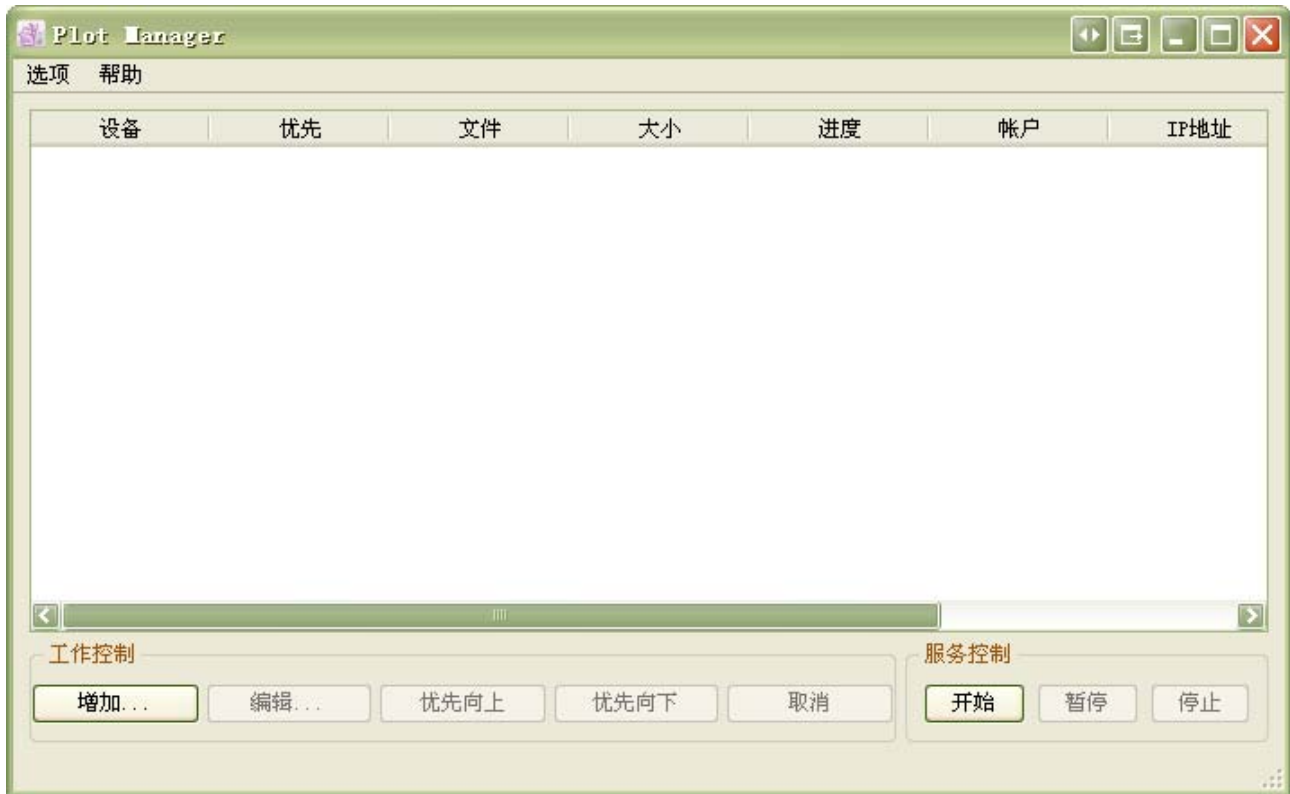 Plot Manager
选项 帮助
设备 优先 文件 大小 进度 帐户 IP地址
工作控制 服务控制
增加... 编辑... 优先向上 优先向下 取消 开始 暂停 停止